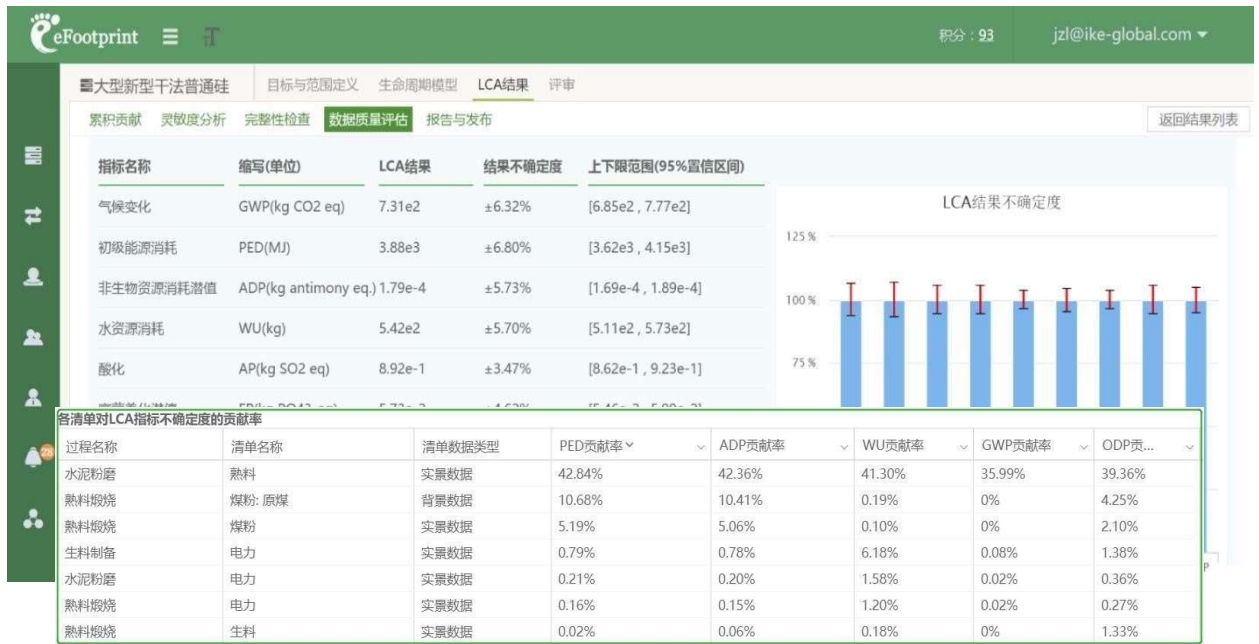 eFootprint
积分：93 jzl@ike-global.com
大型新型干法普通硅 目标与范围定义 生命周期模型 LCA结果 评审
累积贡献 灵敏度分析 完整性检查 数据质量评估 报告与发布 返回结果列表
指标名称 缩写(单位) LCA结果 结果不确定度 上下限范围(95%置信区间)
气候变化 GWP(kg CO2 eq) 7.31e2 ±6.32% [6.85e2 , 7.77e2]
初级能源消耗 PED(MJ) 3.88e3 ±6.80% [3.62e3 , 4.15e3]
非生物资源消耗潜值 ADP(kg antimony eq.) 1.79e-4 ±5.73% [1.69e-4 , 1.89e-4]
水资源消耗 WU(kg) 5.42e2 ±5.70% [5.11e2 , 5.73e2]
酸化 AP(kg SO2 eq) 8.92e-1 ±3.47% [8.62e-1 , 9.23e-1]
LCA结果不确定度
125 %
100 %
75 %
28
各清单对LCA指标不确定度的贡献率
过程名称 清单名称 清单数据类型 PED贡献率 ADP贡献率 WU贡献率 GWP贡献率 ODP贡...
水泥粉磨 熟料 实景数据 42.84% 42.36% 41.30% 35.99% 39.36%
熟料煅烧 煤粉: 原煤 背景数据 10.68% 10.41% 0.19% 0% 4.25%
熟料煅烧 煤粉 实景数据 5.19% 5.06% 0.10% 0% 2.10%
生料制备 电力 实景数据 0.79% 0.78% 6.18% 0.08% 1.38%
水泥粉磨 电力 实景数据 0.21% 0.20% 1.58% 0.02% 0.36%
熟料煅烧 电力 实景数据 0.16% 0.15% 1.20% 0.02% 0.27%
熟料煅烧 生料 实景数据 0.02% 0.06% 0.18% 0% 1.33%